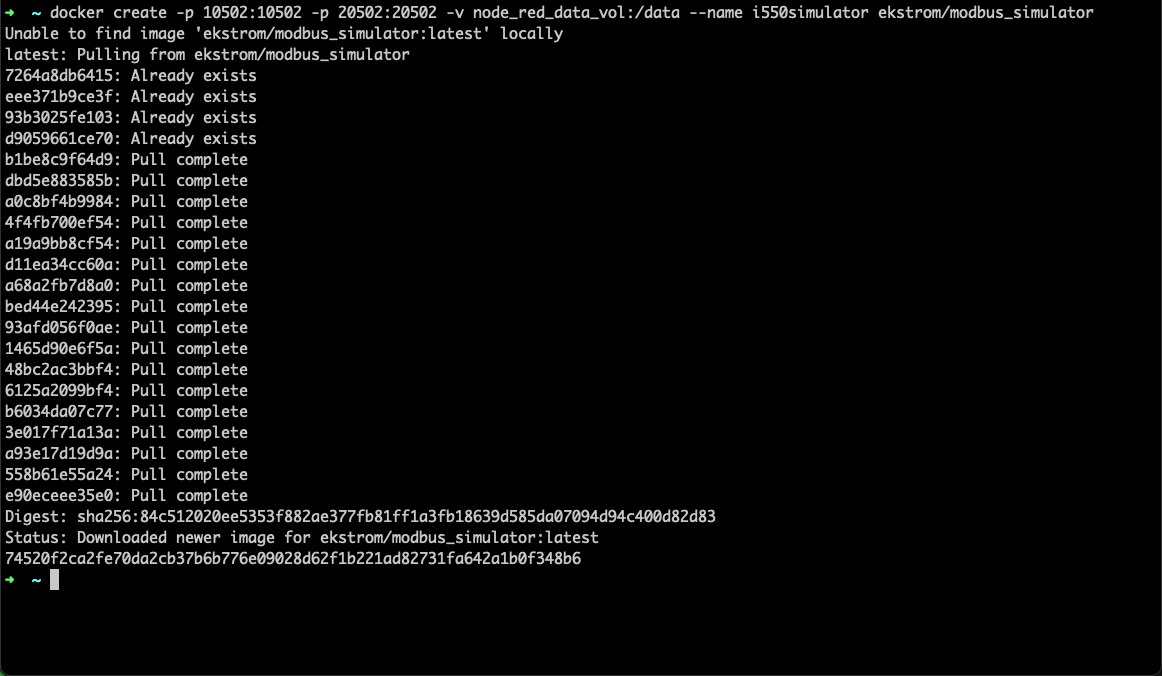 ➜  ~ docker create -p 10502:10502 -p 20502:20502 -v node_red_data_vol:/data --name i550simulator ekstrom/modbus_simulator
Unable to find image 'ekstrom/modbus_simulator:latest' locally
latest: Pulling from ekstrom/modbus_simulator
7264a8db6415: Already exists
eee371b9ce3f: Already exists
93b3025fe103: Already exists
d9059661ce70: Already exists
b1be8c9f64d9: Pull complete
dbd5e883585b: Pull complete
a0c8bf4b9984: Pull complete
4f4fb700ef54: Pull complete
a19a9bb8cf54: Pull complete
d11ea34cc60a: Pull complete
a68a2fb7d8a0: Pull complete
bed44e242395: Pull complete
93afd056f0ae: Pull complete
1465d90e6f5a: Pull complete
48bc2ac3bbf4: Pull complete
6125a2099bf4: Pull complete
b6034da07c77: Pull complete
3e017f71a13a: Pull complete
a93e17d19d9a: Pull complete
558b61e55a24: Pull complete
e90eceee35e0: Pull complete
Digest: sha256:84c512020ee5353f882ae377fb81ff1a3fb18639d585da07094d94c400d82d83
Status: Downloaded newer image for ekstrom/modbus_simulator:latest
74520f2ca2fe70da2cb37b6b776e09028d62f1b221ad82731fa642a1b0f348b6
➜  ~